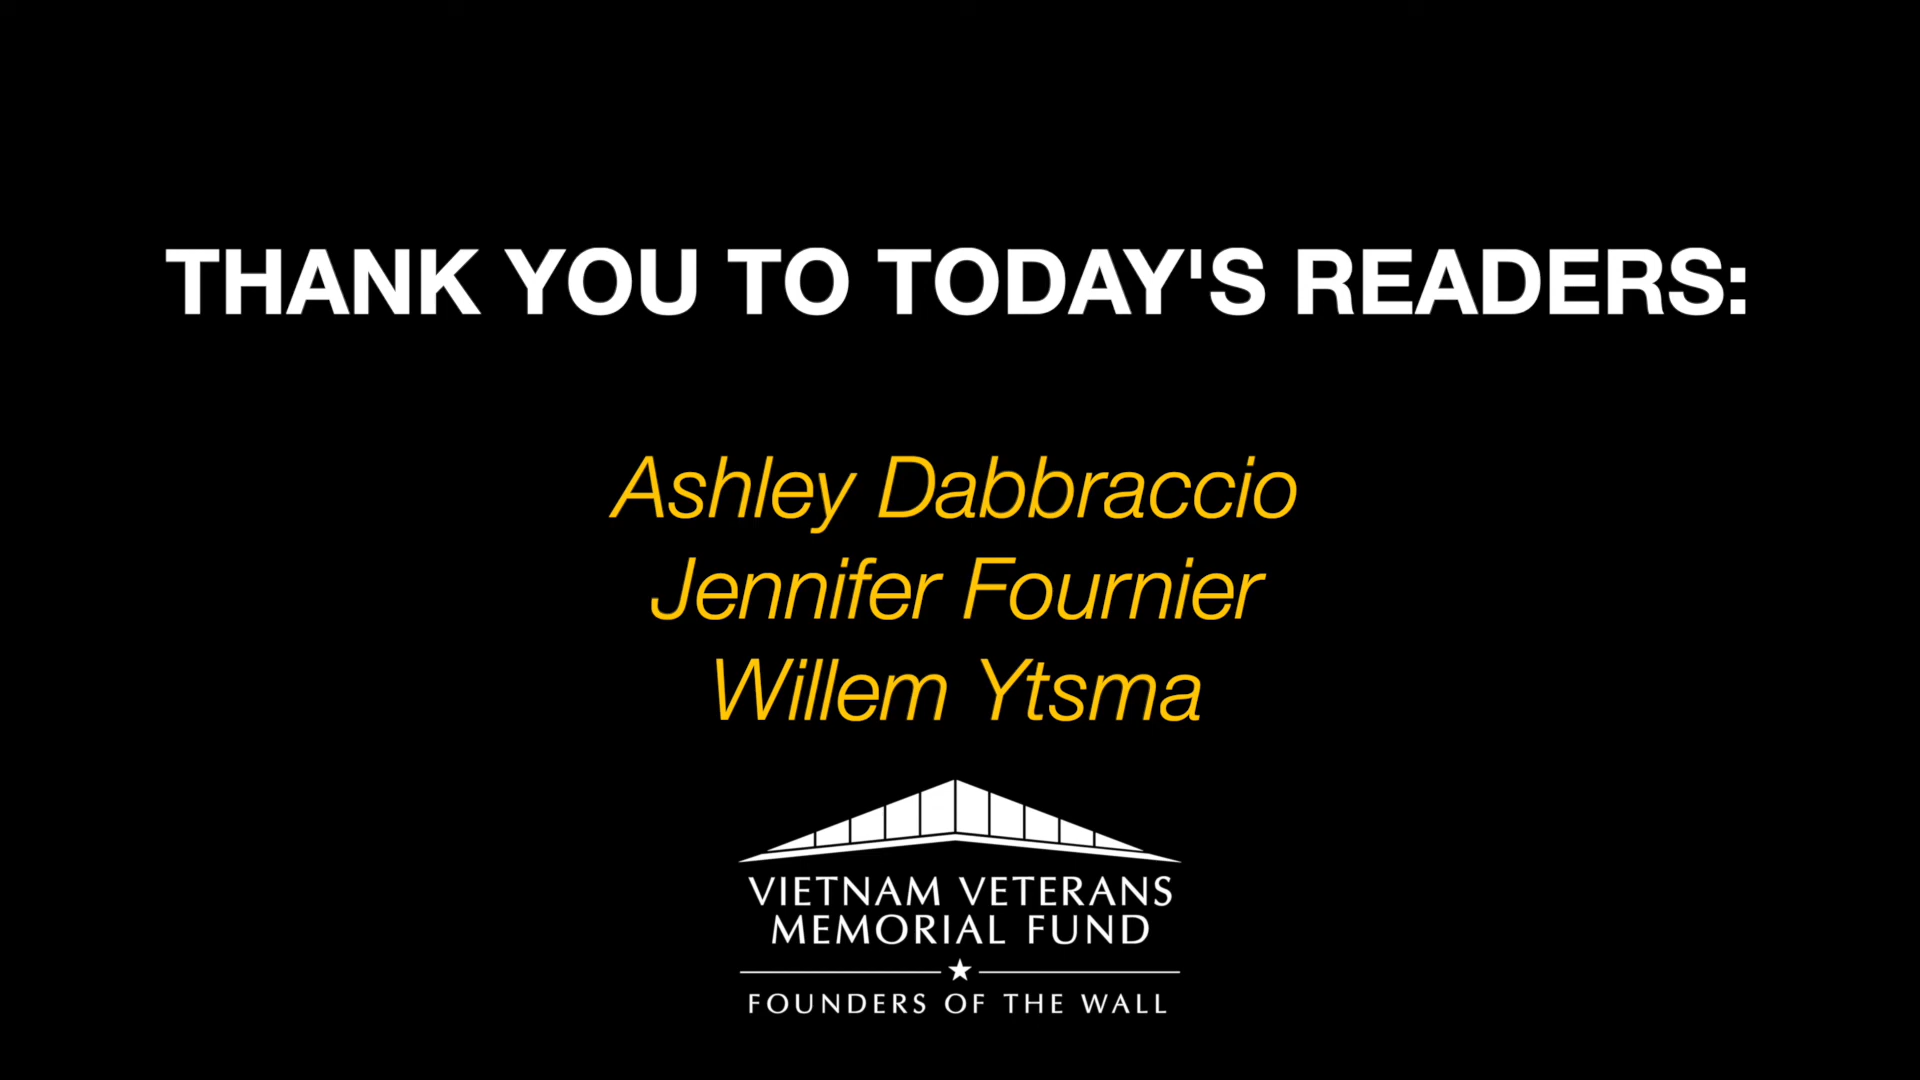 THANK YOU TO TODAY'S READERS:
Ashley Dabbraccio
Jennifer Fournier
Willem Ytsma
VIETNAM VETERANS
MEMORIAL FUND
FOUNDERS OF THE WALL